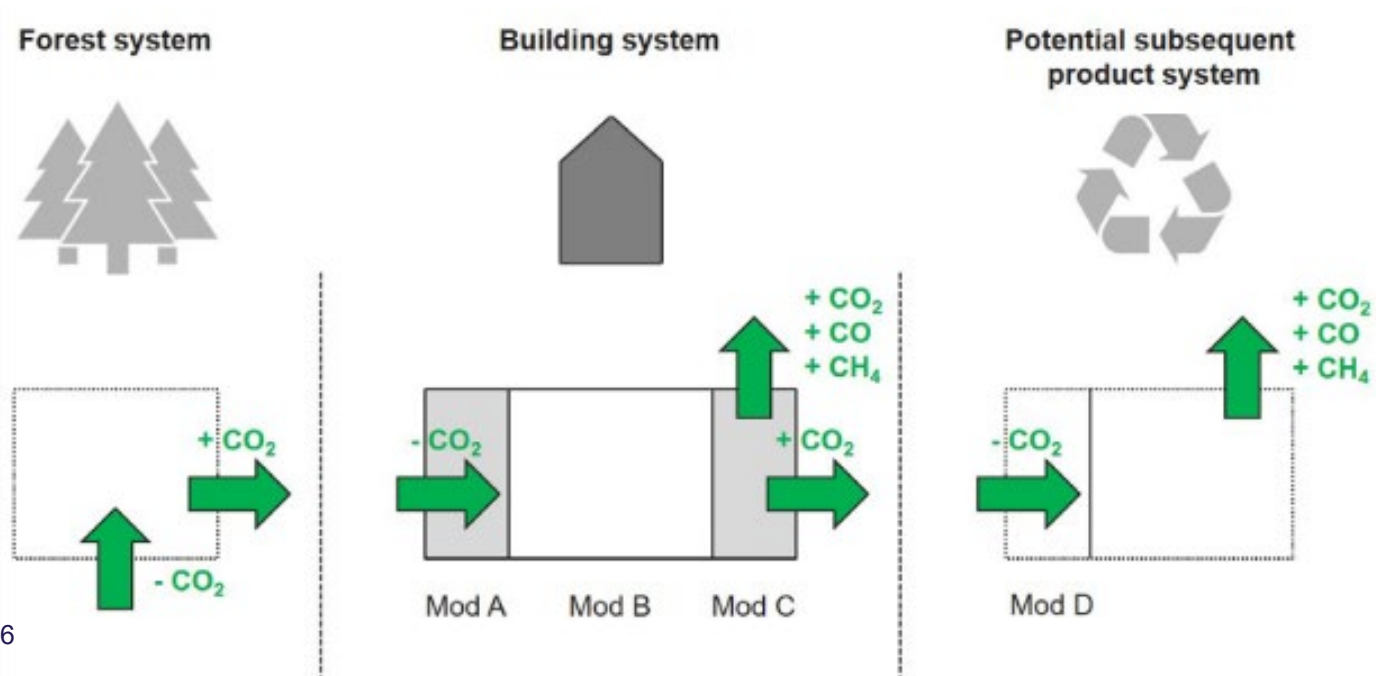 Forest system
Building system
Potential subsequent
product system
+ CO₂
- CO₂
- CO₂
+ CO₂
+ CO
+ CH₄
+ CO₂
Mod A
Mod B
Mod C
- CO₂
+ CO₂
+ CO
+ CH₄
Mod D
6